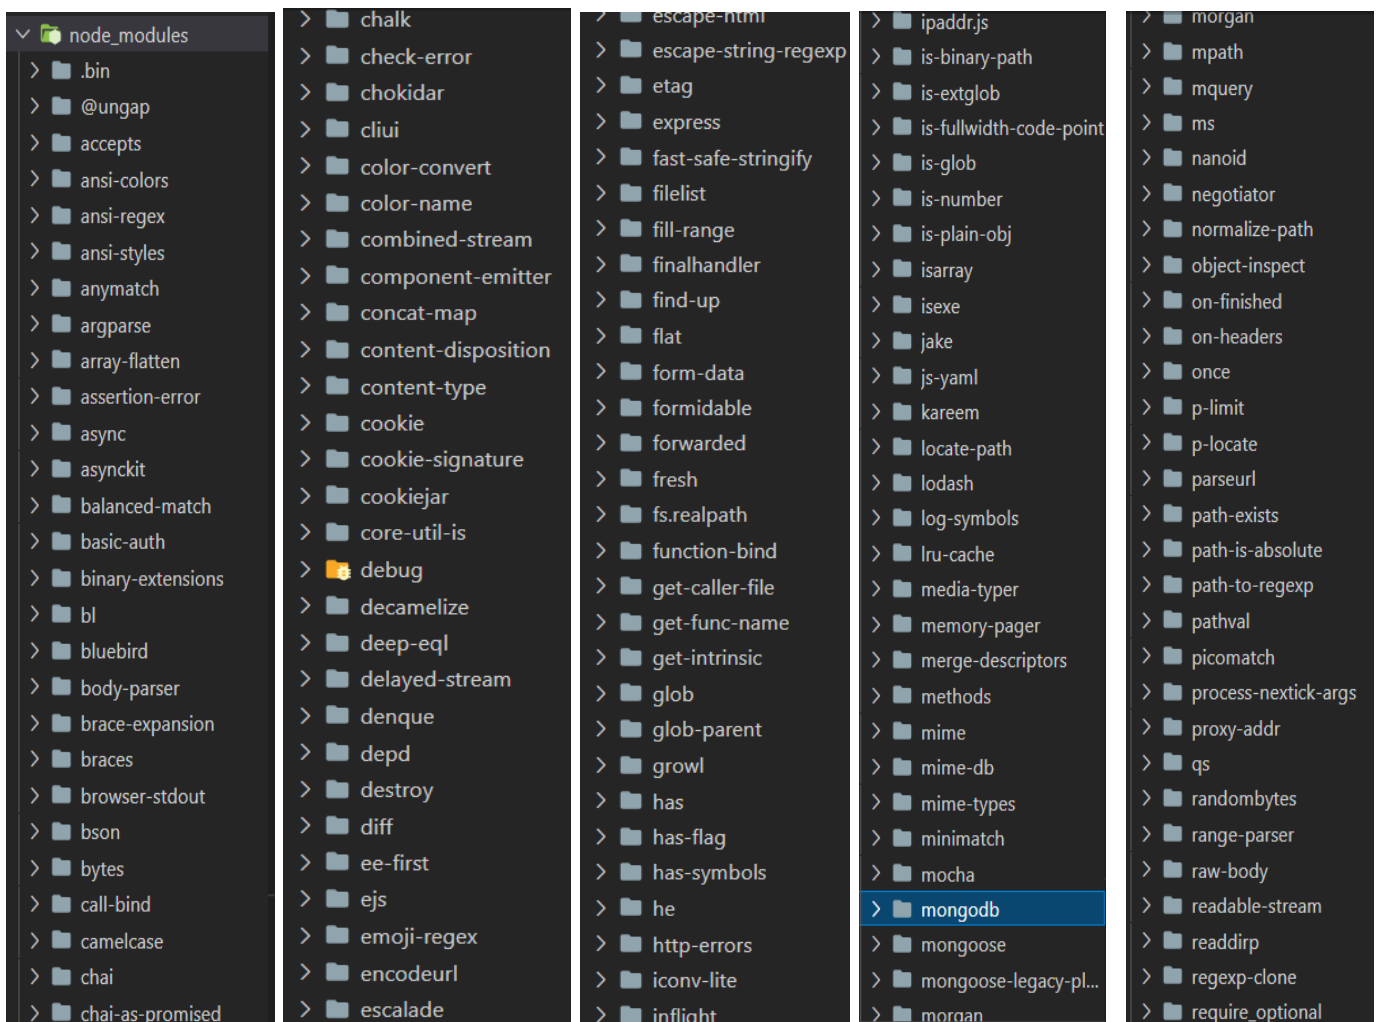 node_modules
.bin
@ungap
accepts
ansi-colors
ansi-regex
ansi-styles
anymatch
argparse
array-flatten
assertion-error
async
asynckit
balanced-match
basic-auth
binary-extensions
bl
bluebird
body-parser
brace-expansion
braces
browser-stdout
bson
bytes
call-bind
camelcase
chai
chai-as-promised
chalk
check-error
chokidar
cliui
color-convert
color-name
combined-stream
component-emitter
concat-map
content-disposition
content-type
cookie
cookie-signature
cookiejar
core-util-is
debug
decamelize
deep-eql
delayed-stream
denque
depd
destroy
diff
ee-first
ejs
emoji-regex
encodeurl
escalade
escape-html
escape-string-regexp
etag
express
fast-safe-stringify
filelist
fill-range
finalhandler
find-up
flat
form-data
formidable
forwarded
fresh
fs.realpath
function-bind
get-caller-file
get-func-name
get-intrinsic
glob
glob-parent
growl
has
has-flag
has-symbols
he
http-errors
iconv-lite
inflight
ipaddr.js
is-binary-path
is-extglob
is-fullwidth-code-point
is-glob
is-number
is-plain-obj
isarray
isexe
jake
js-yaml
kareem
locate-path
lodash
log-symbols
lru-cache
media-typer
memory-pager
merge-descriptors
methods
mime
mime-db
mime-types
minimatch
mocha
mongodb
mongoose
mongoose-legacy-pl...
morgan
morgan
mpath
mquery
ms
nanoid
negotiator
normalize-path
object-inspect
on-finished
on-headers
once
p-limit
p-locate
parseurl
path-exists
path-is-absolute
path-to-regexp
pathval
picomatch
process-nextick-args
proxy-addr
qs
randombytes
range-parser
raw-body
readable-stream
readdirp
regexp-clone
require_optional